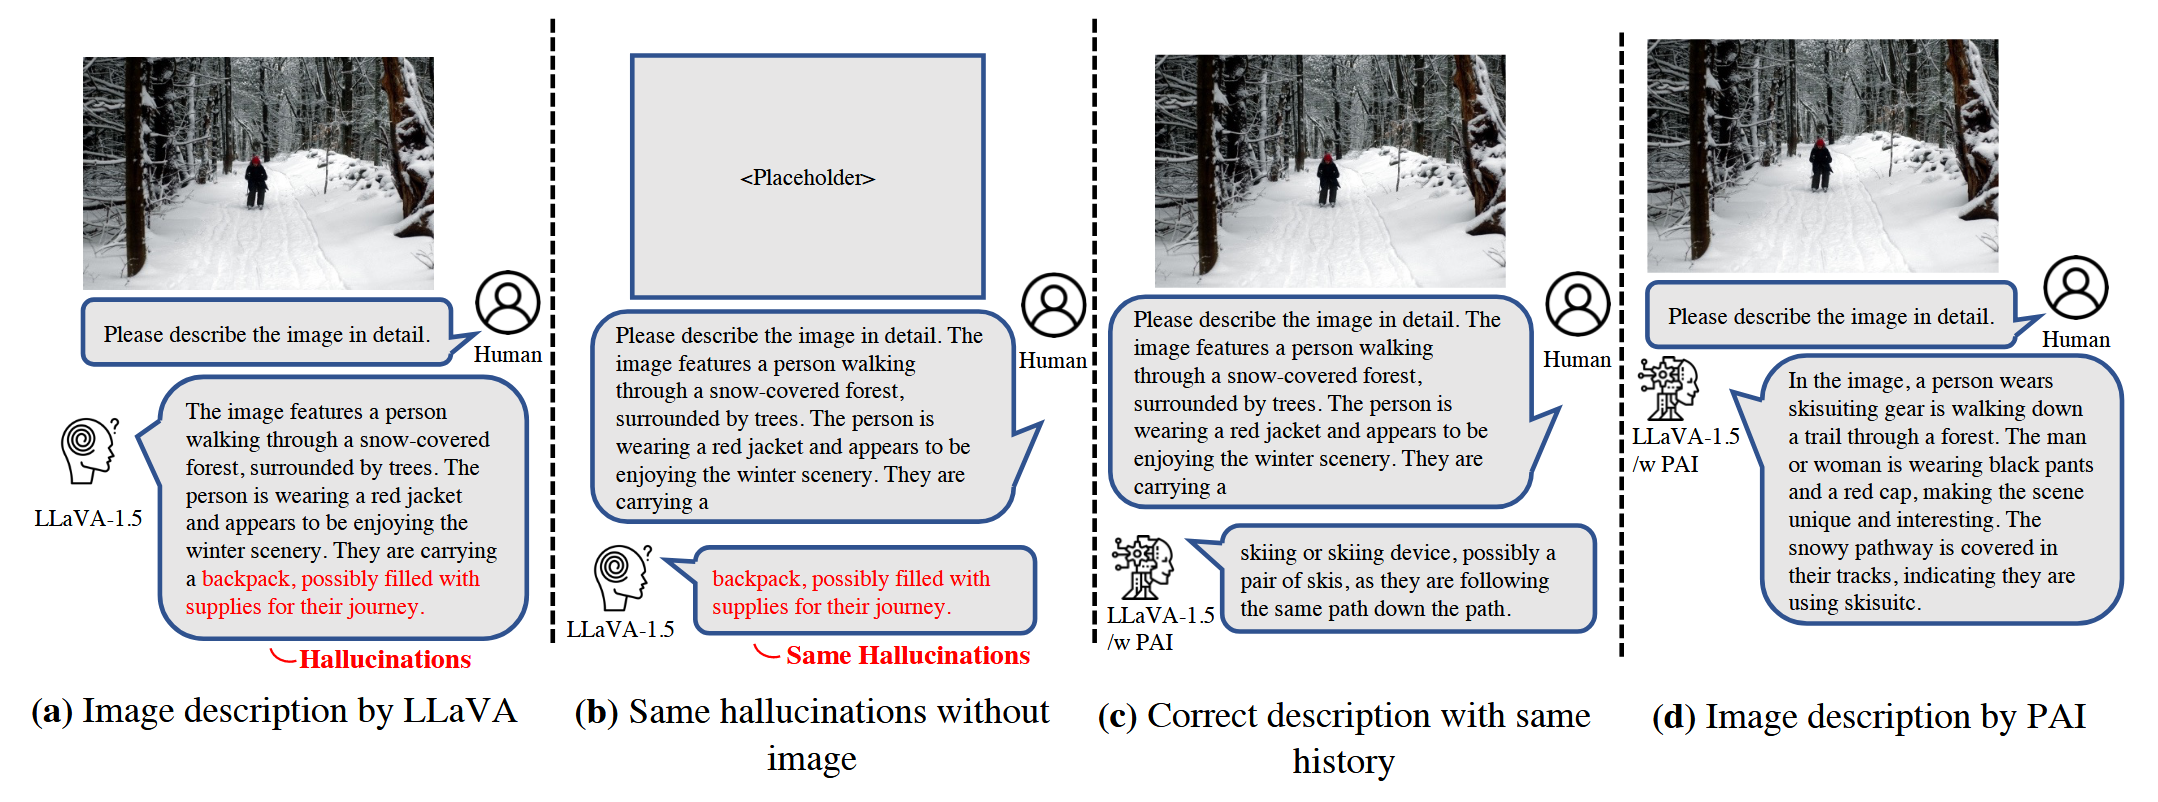 Please describe the image in detail.
Human
The image features a person
walking through a snow-covered
forest, surrounded by trees. The
person is wearing a red jacket
and appears to be enjoying the
winter scenery. They are carrying
a backpack, possibly filled with
supplies for their journey.
?
LLaVA-1.5
Hallucinations
(a) Image description by LLaVA
<Placeholder>
Please describe the image in detail. The
image features a person walking
through a snow-covered forest,
surrounded by trees. The person is
wearing a red jacket and appears to be
enjoying the winter scenery. They are
carrying a
Human
backpack, possibly filled with
supplies for their journey.
?
LLaVA-1.5
Same Hallucinations
(b) Same hallucinations without
image
Please describe the image in detail. The
image features a person walking
through a snow-covered forest,
surrounded by trees. The person is
wearing a red jacket and appears to be
enjoying the winter scenery. They are
carrying a
Human
skiing or skiing device, possibly a
pair of skis, as they are following
the same path down the path.
LLaVA-1.5
/w PAI
(c) Correct description with same
history
Please describe the image in detail.
Human
In the image, a person wears
skisuiting gear is walking down
a trail through a forest. The man
or woman is wearing black pants
and a red cap, making the scene
unique and interesting. The
snowy pathway is covered in
their tracks, indicating they are
using skisuitc.
LLaVA-1.5
/w PAI
(d) Image description by PAI